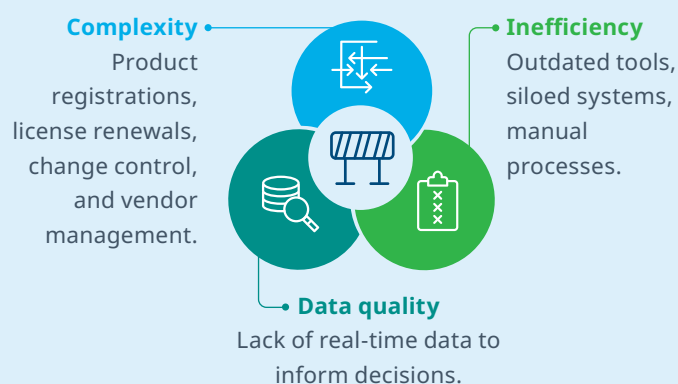 Complexity
Product
registrations,
license renewals,
change control,
and vendor
management.
Inefficiency
Outdated tools,
siloed systems,
manual
processes.
Data quality
Lack of real-time data to
inform decisions.